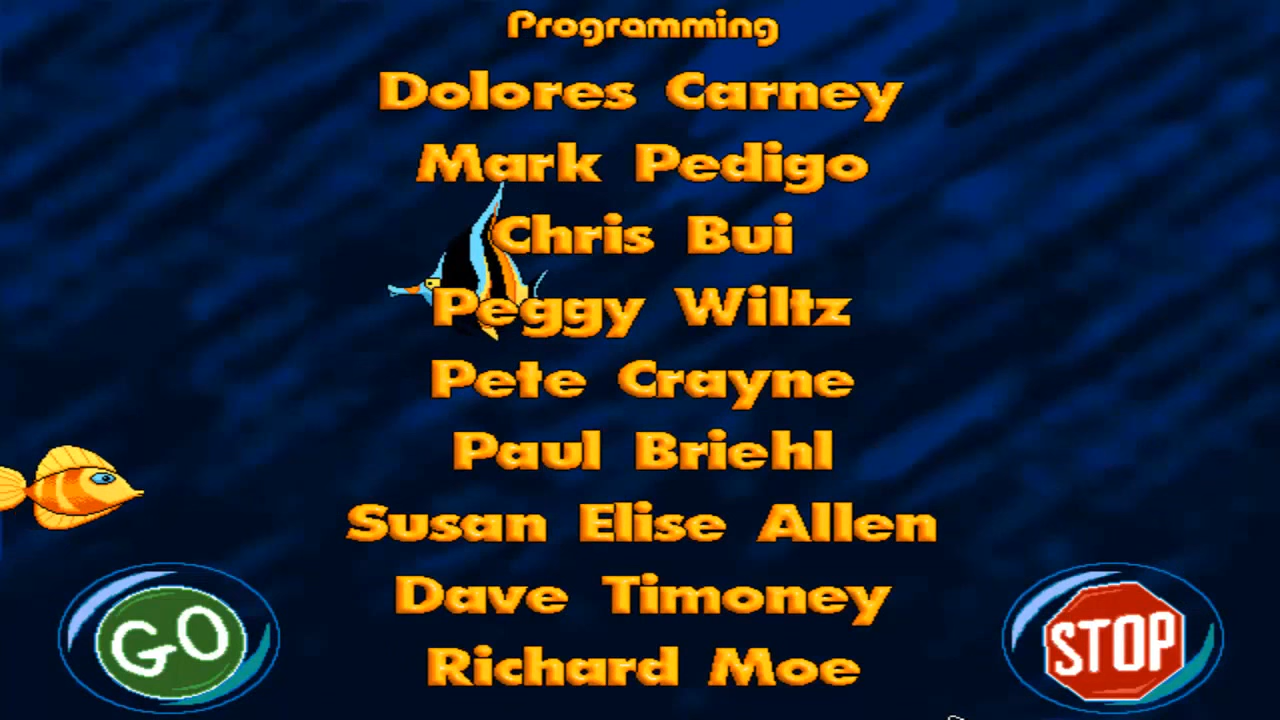 Programming
Dolores Carney
Mark Pedigo
Chris Bui
Peggy Wiltz
Pete Crayne
Paul Briehl
Susan Elise Allen
Dave Timoney
Richard Moe
GO
STOP